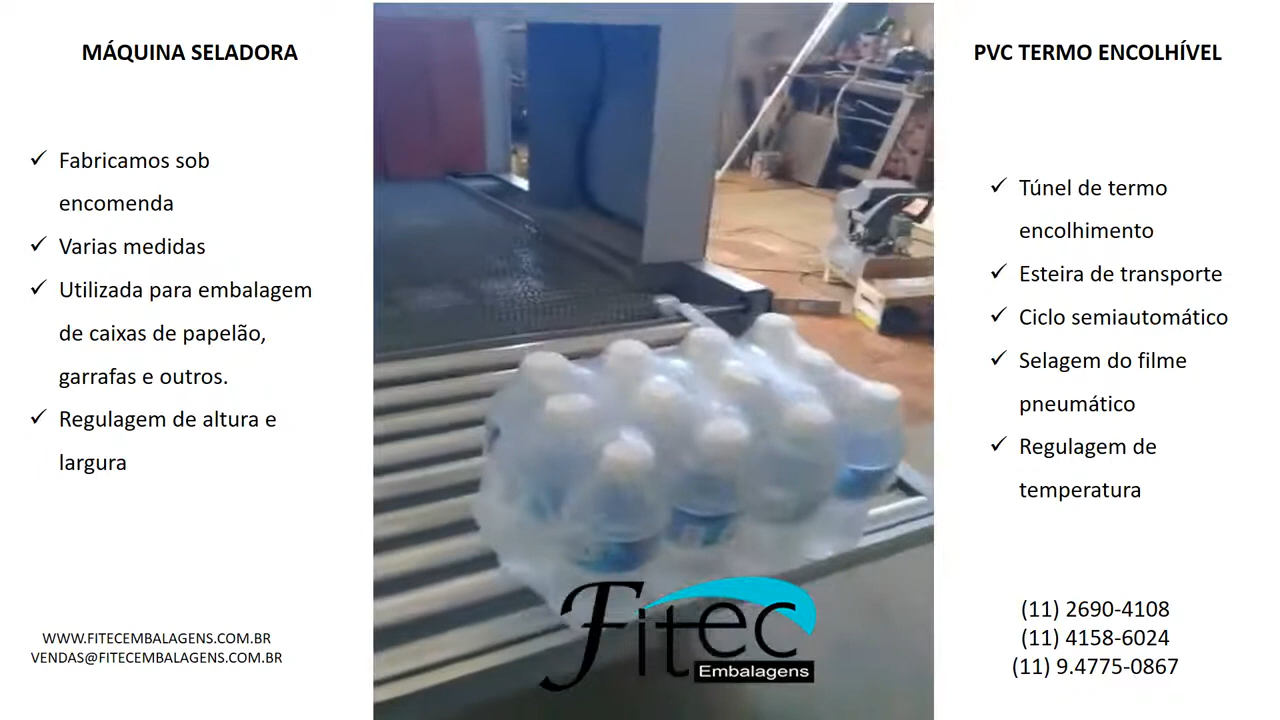 MÁQUINA SELADORA
Fabricamos sob
encomenda
Varias medidas
Utilizada para embalagem
de caixas de papelão,
garrafas e outros.
Regulagem de altura e
largura
WWW.FITECEMBALAGENS.COM.BR
VENDAS@FITECEMBALAGENS.COM.BR
Fitec
Embalagens
PVC TERMO ENCOLHÍVEL
Túnel de termo
encolhimento
Esteira de transporte
Ciclo semiautomático
Selagem do filme
pneumático
Regulagem de
temperatura
(11) 2690-4108
(11) 4158-6024
(11) 9.4775-0867